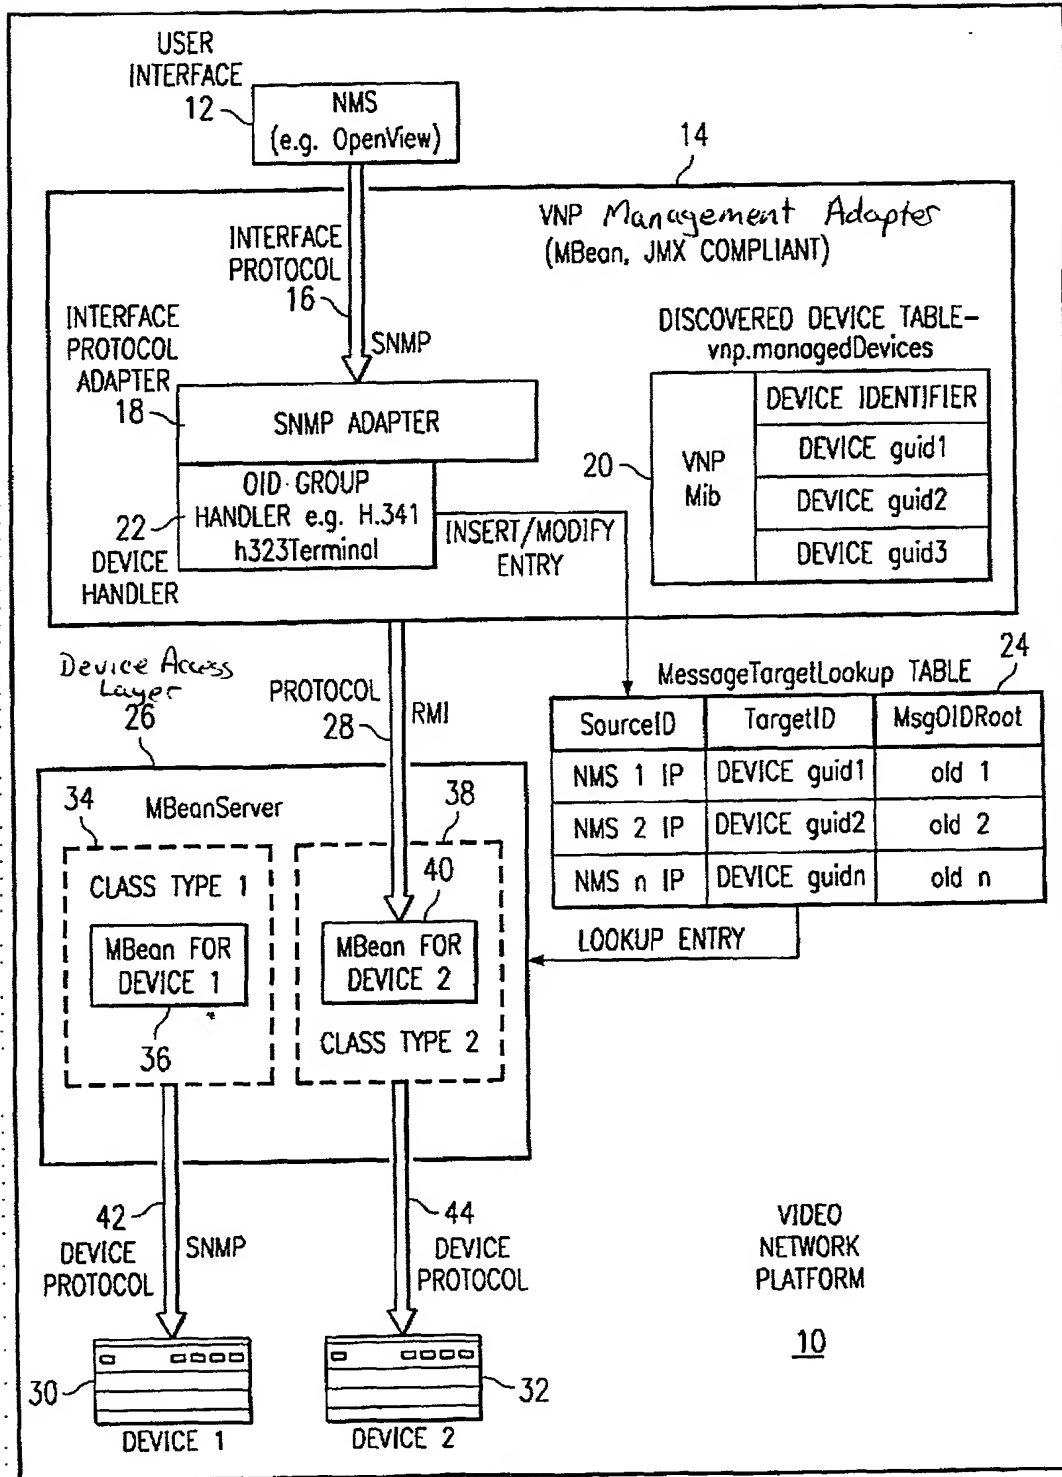 USER
INTERFACE
12
NMS
(e.g. OpenView)
14
VNP Management Adapter
(MBean, JMX COMPLIANT)
INTERFACE
PROTOCOL
16
SNMP
INTERFACE
PROTOCOL
ADAPTER
18
SNMP ADAPTER
DISCOVERED DEVICE TABLE-
vnp.managedDevices
20
VNP
Mib
DEVICE IDENTIFIER
DEVICE guid1
DEVICE guid2
DEVICE guid3
OID GROUP
HANDLER e.g. H.341
h323Terminal
22
DEVICE
HANDLER
INSERT/MODIFY
ENTRY
Device Access
Layer
26
PROTOCOL
28
RMI
MessageTargetLookup TABLE
24
SourceID TargetID MsgOIDRoot
NMS 1 IP DEVICE guid1 old 1
NMS 2 IP DEVICE guid2 old 2
NMS n IP DEVICE guidn old n
LOOKUP ENTRY
MBeanServer
34
CLASS TYPE 1
MBean FOR
DEVICE 1
36
38
40
MBean FOR
DEVICE 2
CLASS TYPE 2
42
DEVICE
PROTOCOL
SNMP
44
DEVICE
PROTOCOL
VIDEO
NETWORK
PLATFORM
10
30
DEVICE 1
32
DEVICE 2